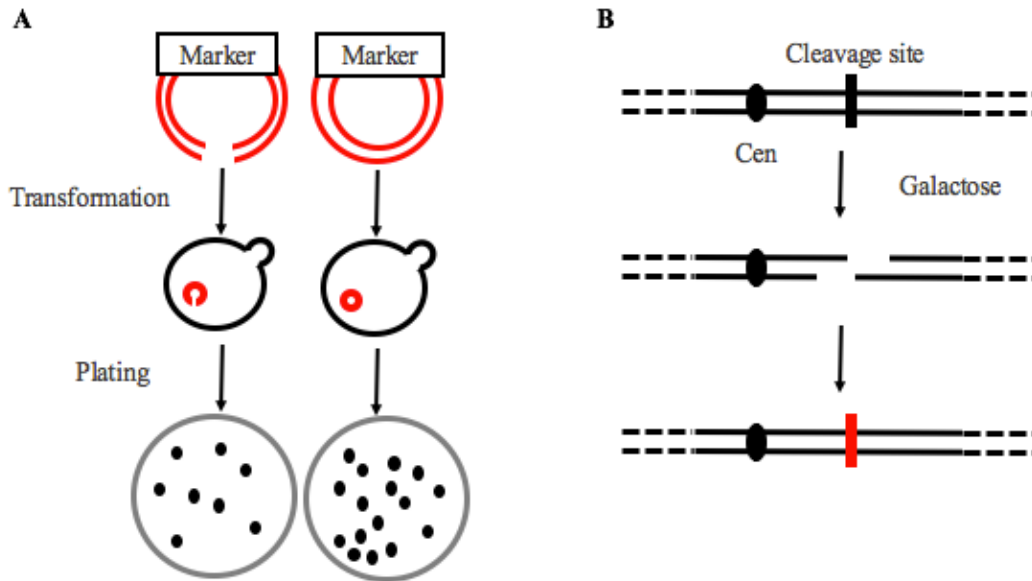 A
Marker
Marker
Transformation
Plating
B
Cleavage site
Cen
Galactose